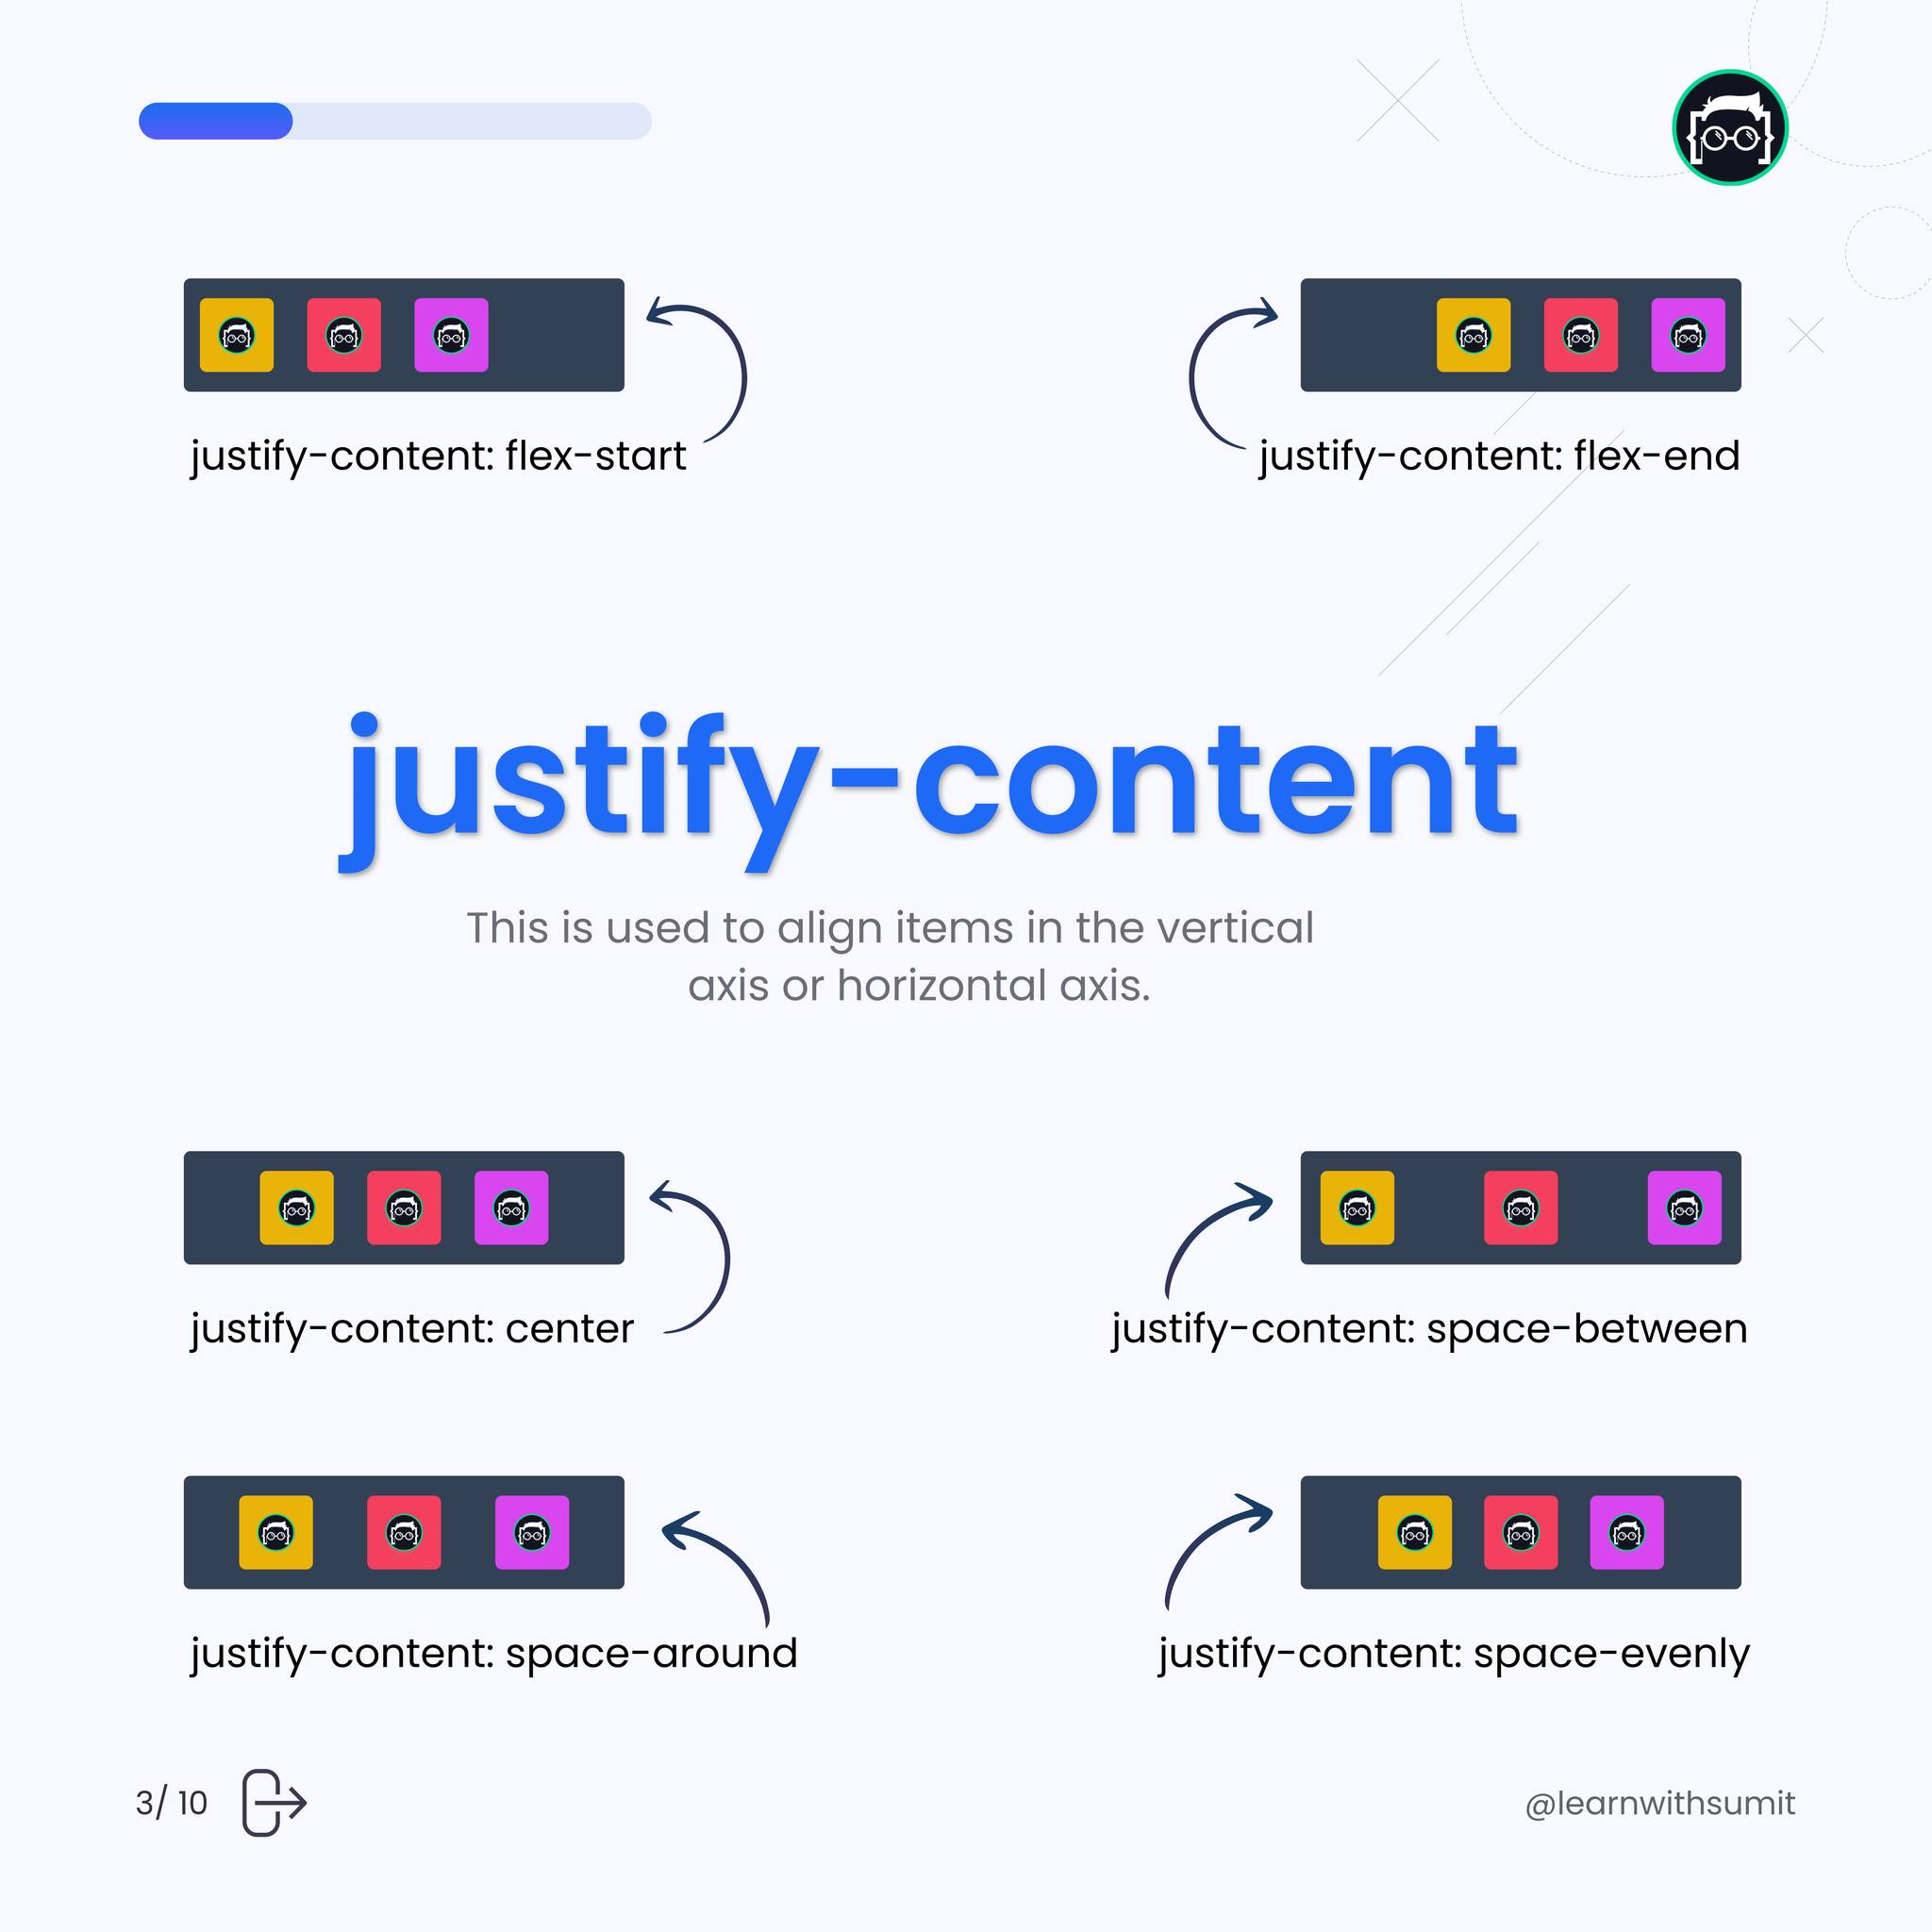 justify-content: flex-start
justify-content: flex-end
justify-content
This is used to align items in the vertical
axis or horizontal axis.
justify-content: center
justify-content: space-between
justify-content: space-around
justify-content: space-evenly
3/ 10
@learnwithsumit